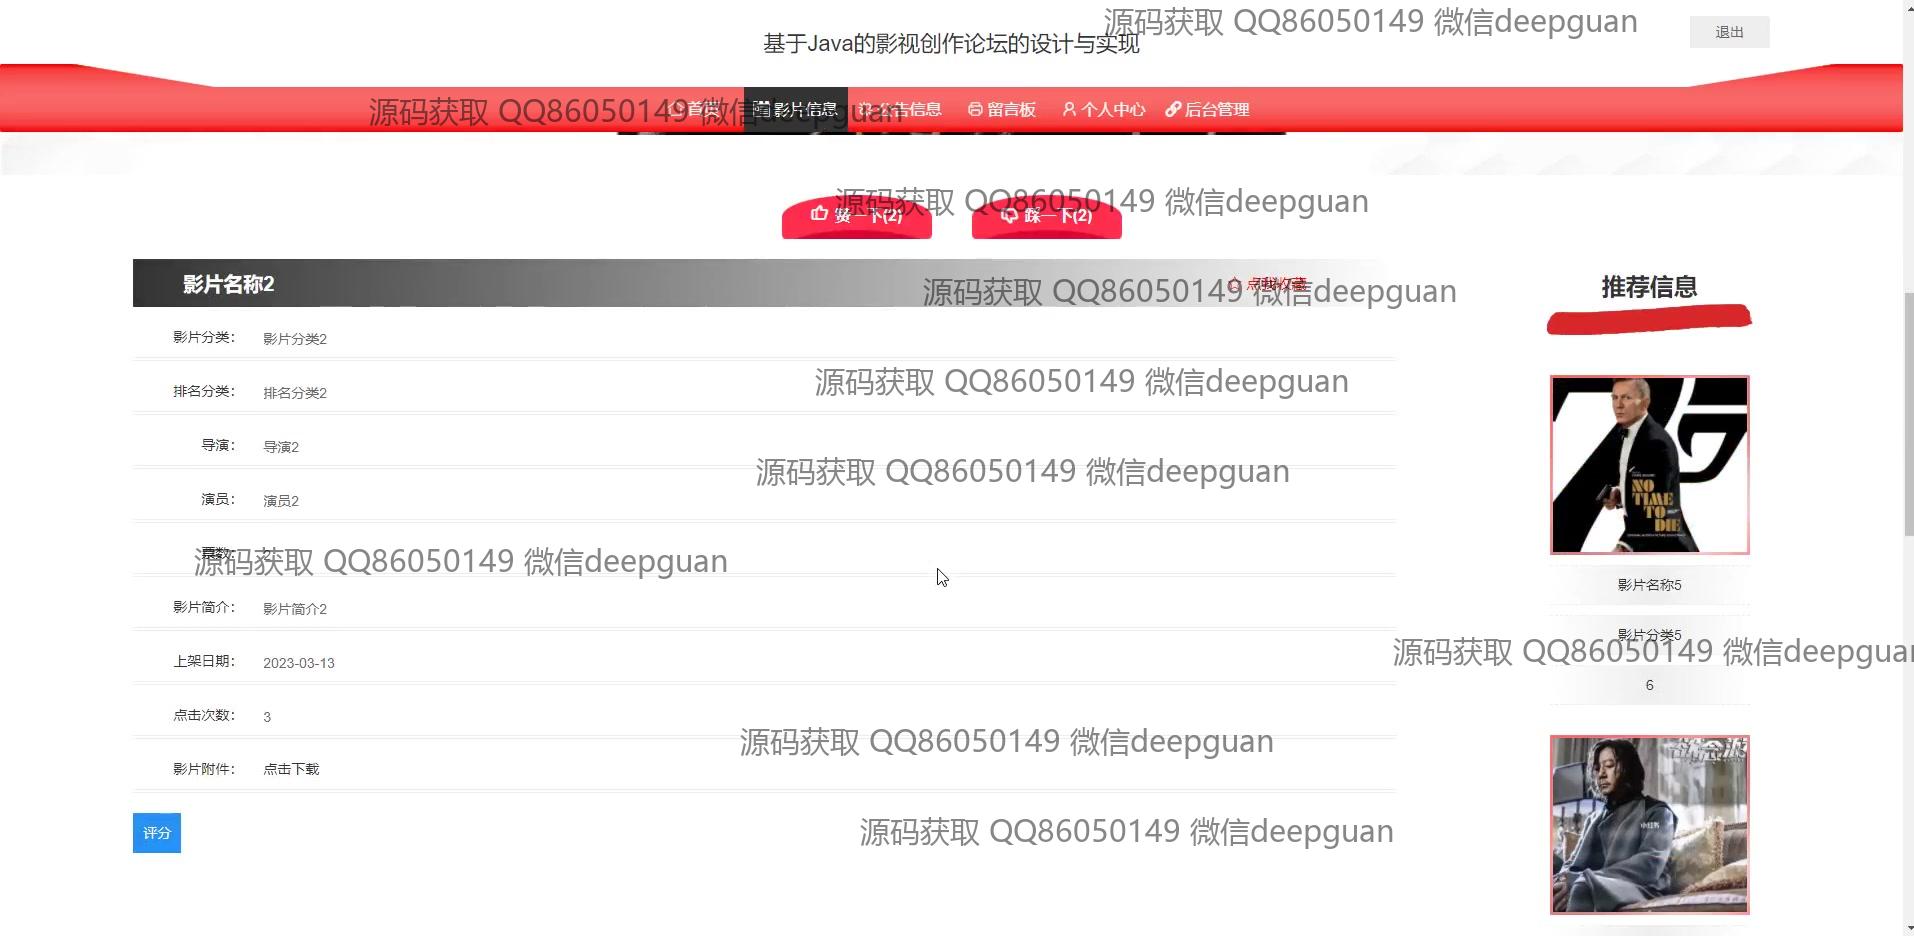 源码获取 QQ86050149 微信deepguan
基于Java的影视创作论坛的设计与实现
退出
源码获取 QQ86050149 微信deepguan
首页
影片信息
公告信息
留言板
个人中心
后台管理
源码获取 QQ86050149 微信deepguan
赞一下(2)
踩一下(2)
影片名称2
点我收藏
源码获取 QQ86050149 微信deepguan
推荐信息
影片分类： 影片分类2
源码获取 QQ86050149 微信deepguan
排名分类： 排名分类2
导演： 导演2
源码获取 QQ86050149 微信deepguan
演员： 演员2
NO
TIME
TO
DIE
票数：
源码获取 QQ86050149 微信deepguan
影片名称5
影片简介： 影片简介2
影片分类5
源码获取 QQ86050149 微信deepguan
上架日期： 2023-03-13
6
点击次数： 3
源码获取 QQ86050149 微信deepguan
影片附件： 点击下载
评分
源码获取 QQ86050149 微信deepguan